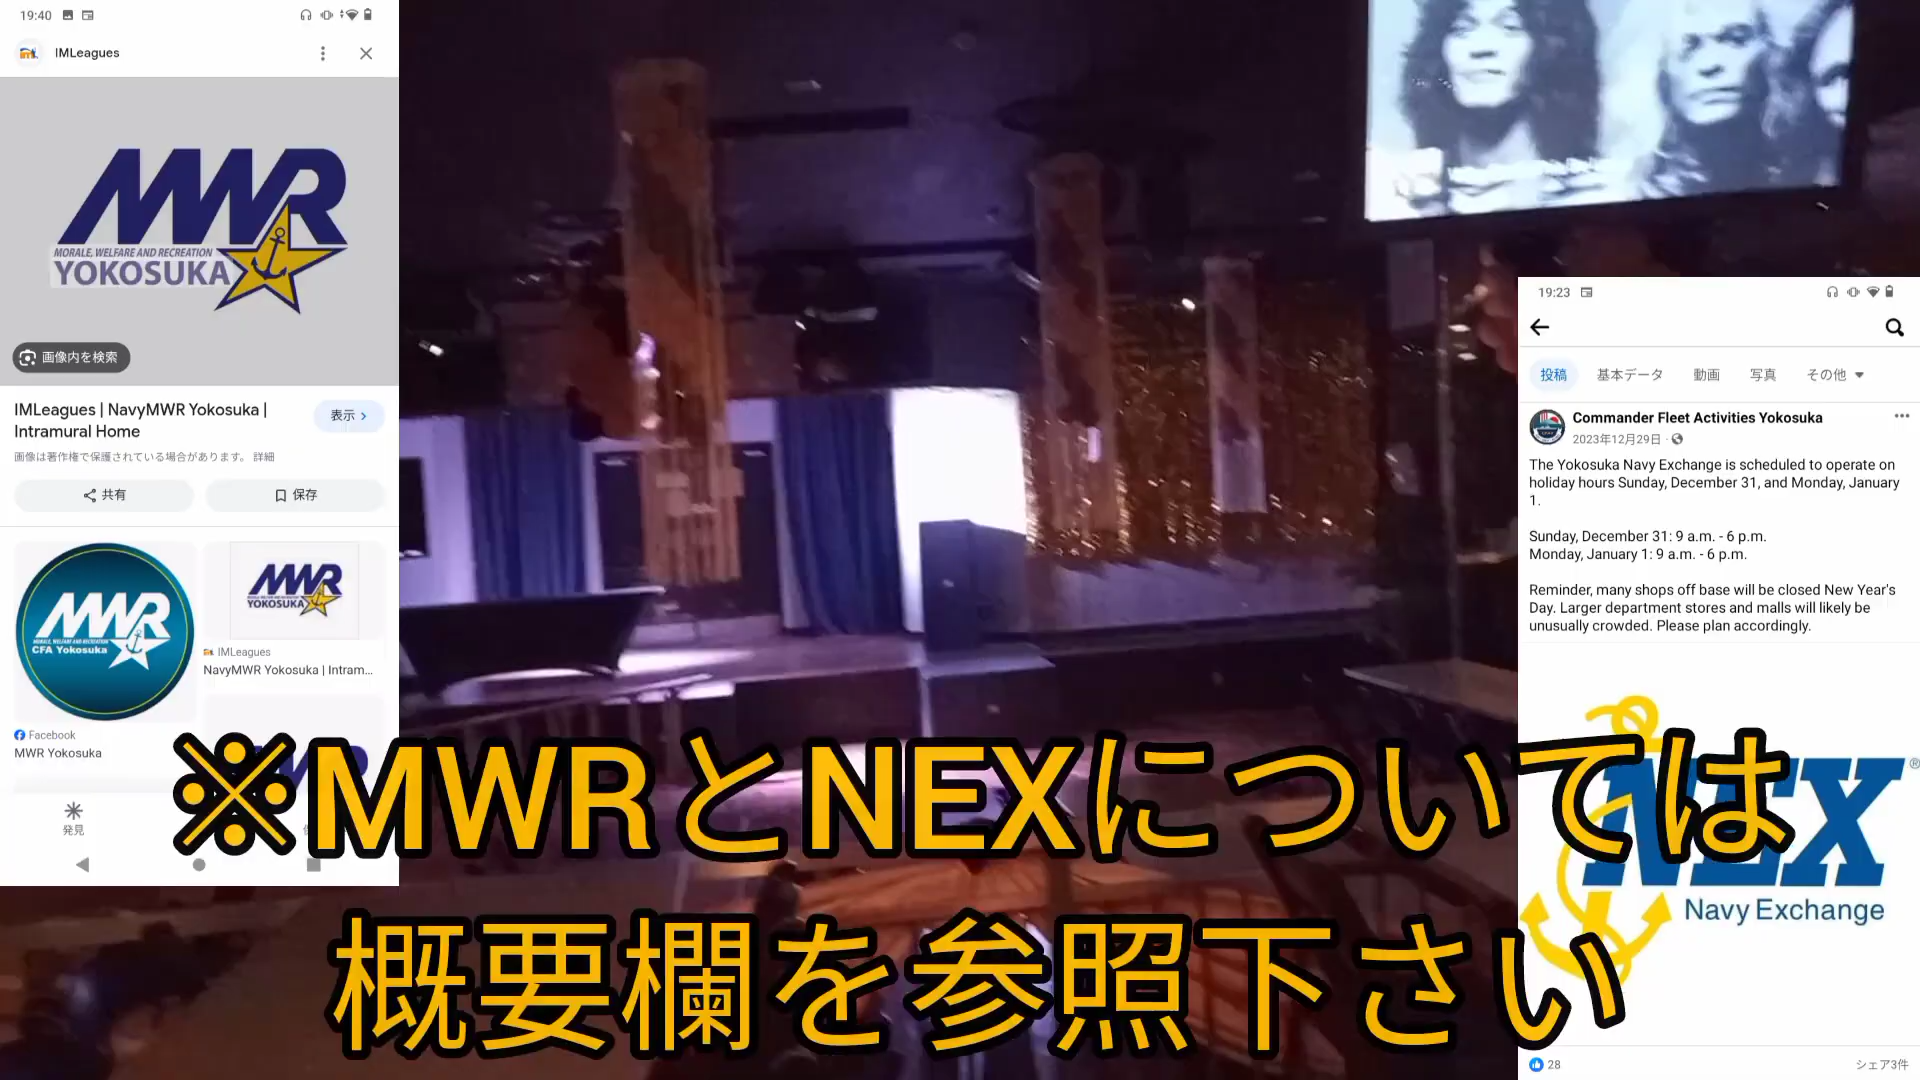 19:40
IMLeagues
MWR
MORALE, WELFARE AND RECREATION
YOKOSUKA
画像内を検索
IMLeagues | NavyMWR Yokosuka |
Intramural Home
表示
画像は著作権で保護されている場合があります。 詳細
共有
保存
MWR
MORALE, WELFARE AND RECREATION
CFA Yokosuka
MWR
YOKOSUKA
IMLeagues
NavyMWR Yokosuka | Intram...
Facebook
MWR Yokosuka
発見
19:23
投稿
基本データ
動画
写真
その他
Commander Fleet Activities Yokosuka
2023年12月29日
The Yokosuka Navy Exchange is scheduled to operate on
holiday hours Sunday, December 31, and Monday, January
1.
Sunday, December 31: 9 a.m. - 6 p.m.
Monday, January 1: 9 a.m. - 6 p.m.
Reminder, many shops off base will be closed New Year's
Day. Larger department stores and malls will likely be
unusually crowded. Please plan accordingly.
NEX®
Navy Exchange
28
シェア3件
※MWRとNEXについては
概要欄を参照下さい